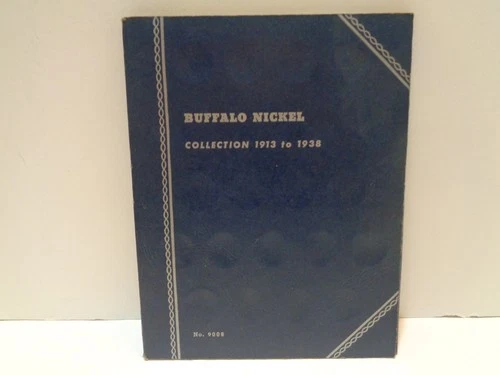 BUFFALO NICKEL
COLLECTION 1913 to 1938
No. 9008